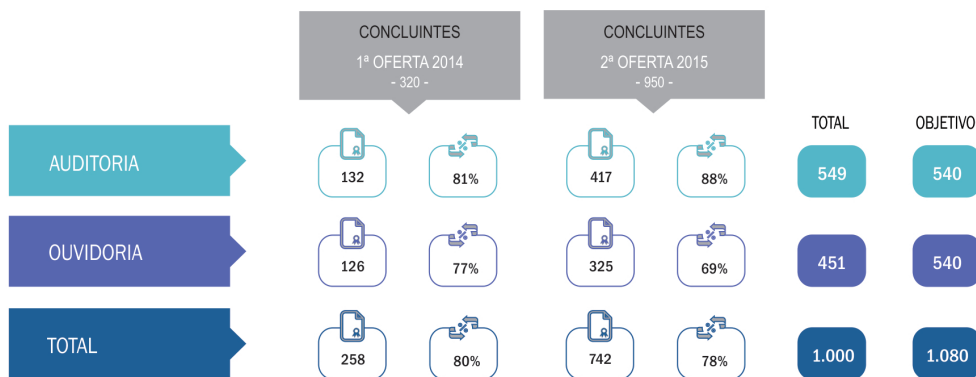 CONCLUINTES
1ª OFERTA 2014
- 320 -
CONCLUINTES
2ª OFERTA 2015
- 950 -
TOTAL
OBJETIVO
AUDITORIA
132
81%
417
88%
549
540
OUVIDORIA
126
77%
325
69%
451
540
TOTAL
258
80%
742
78%
1.000
1.080